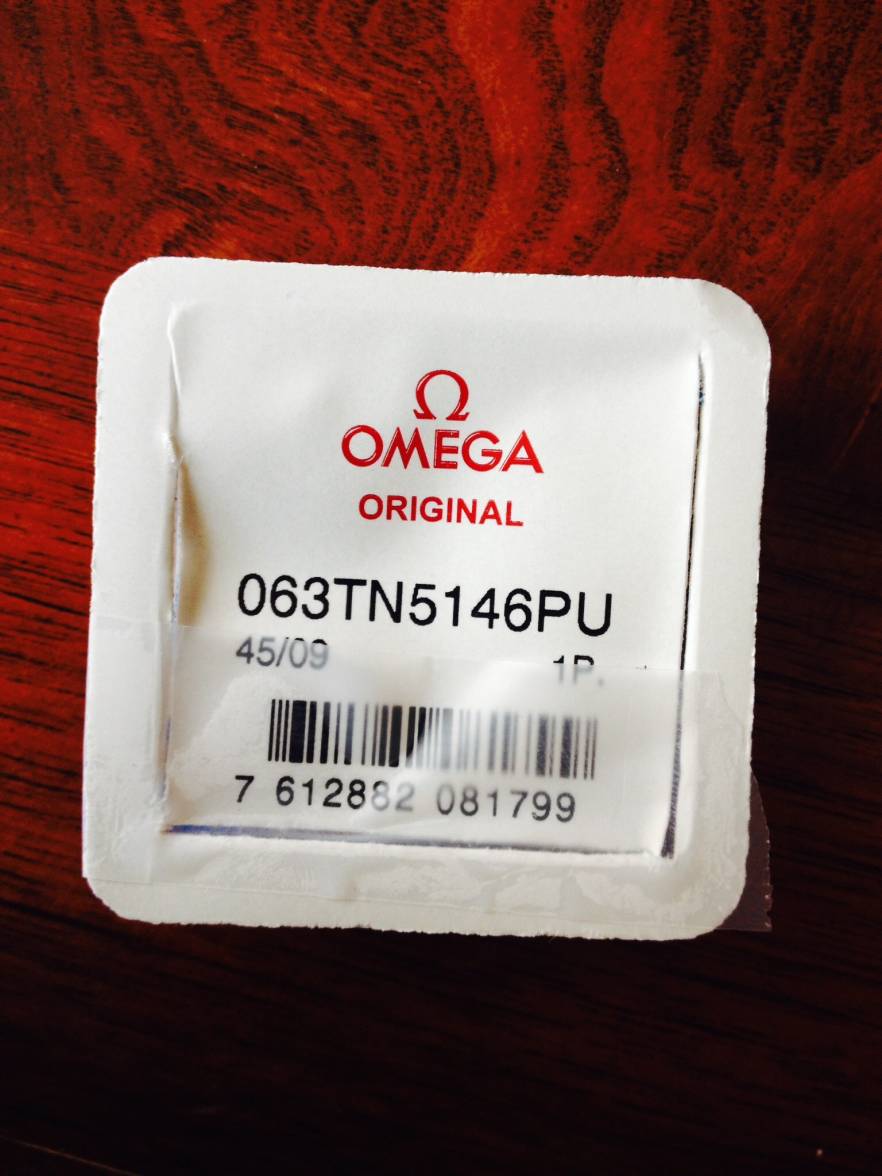 Ω
OMEGA
ORIGINAL
063TN5146PU
45/09 1P.
7 612882 081799